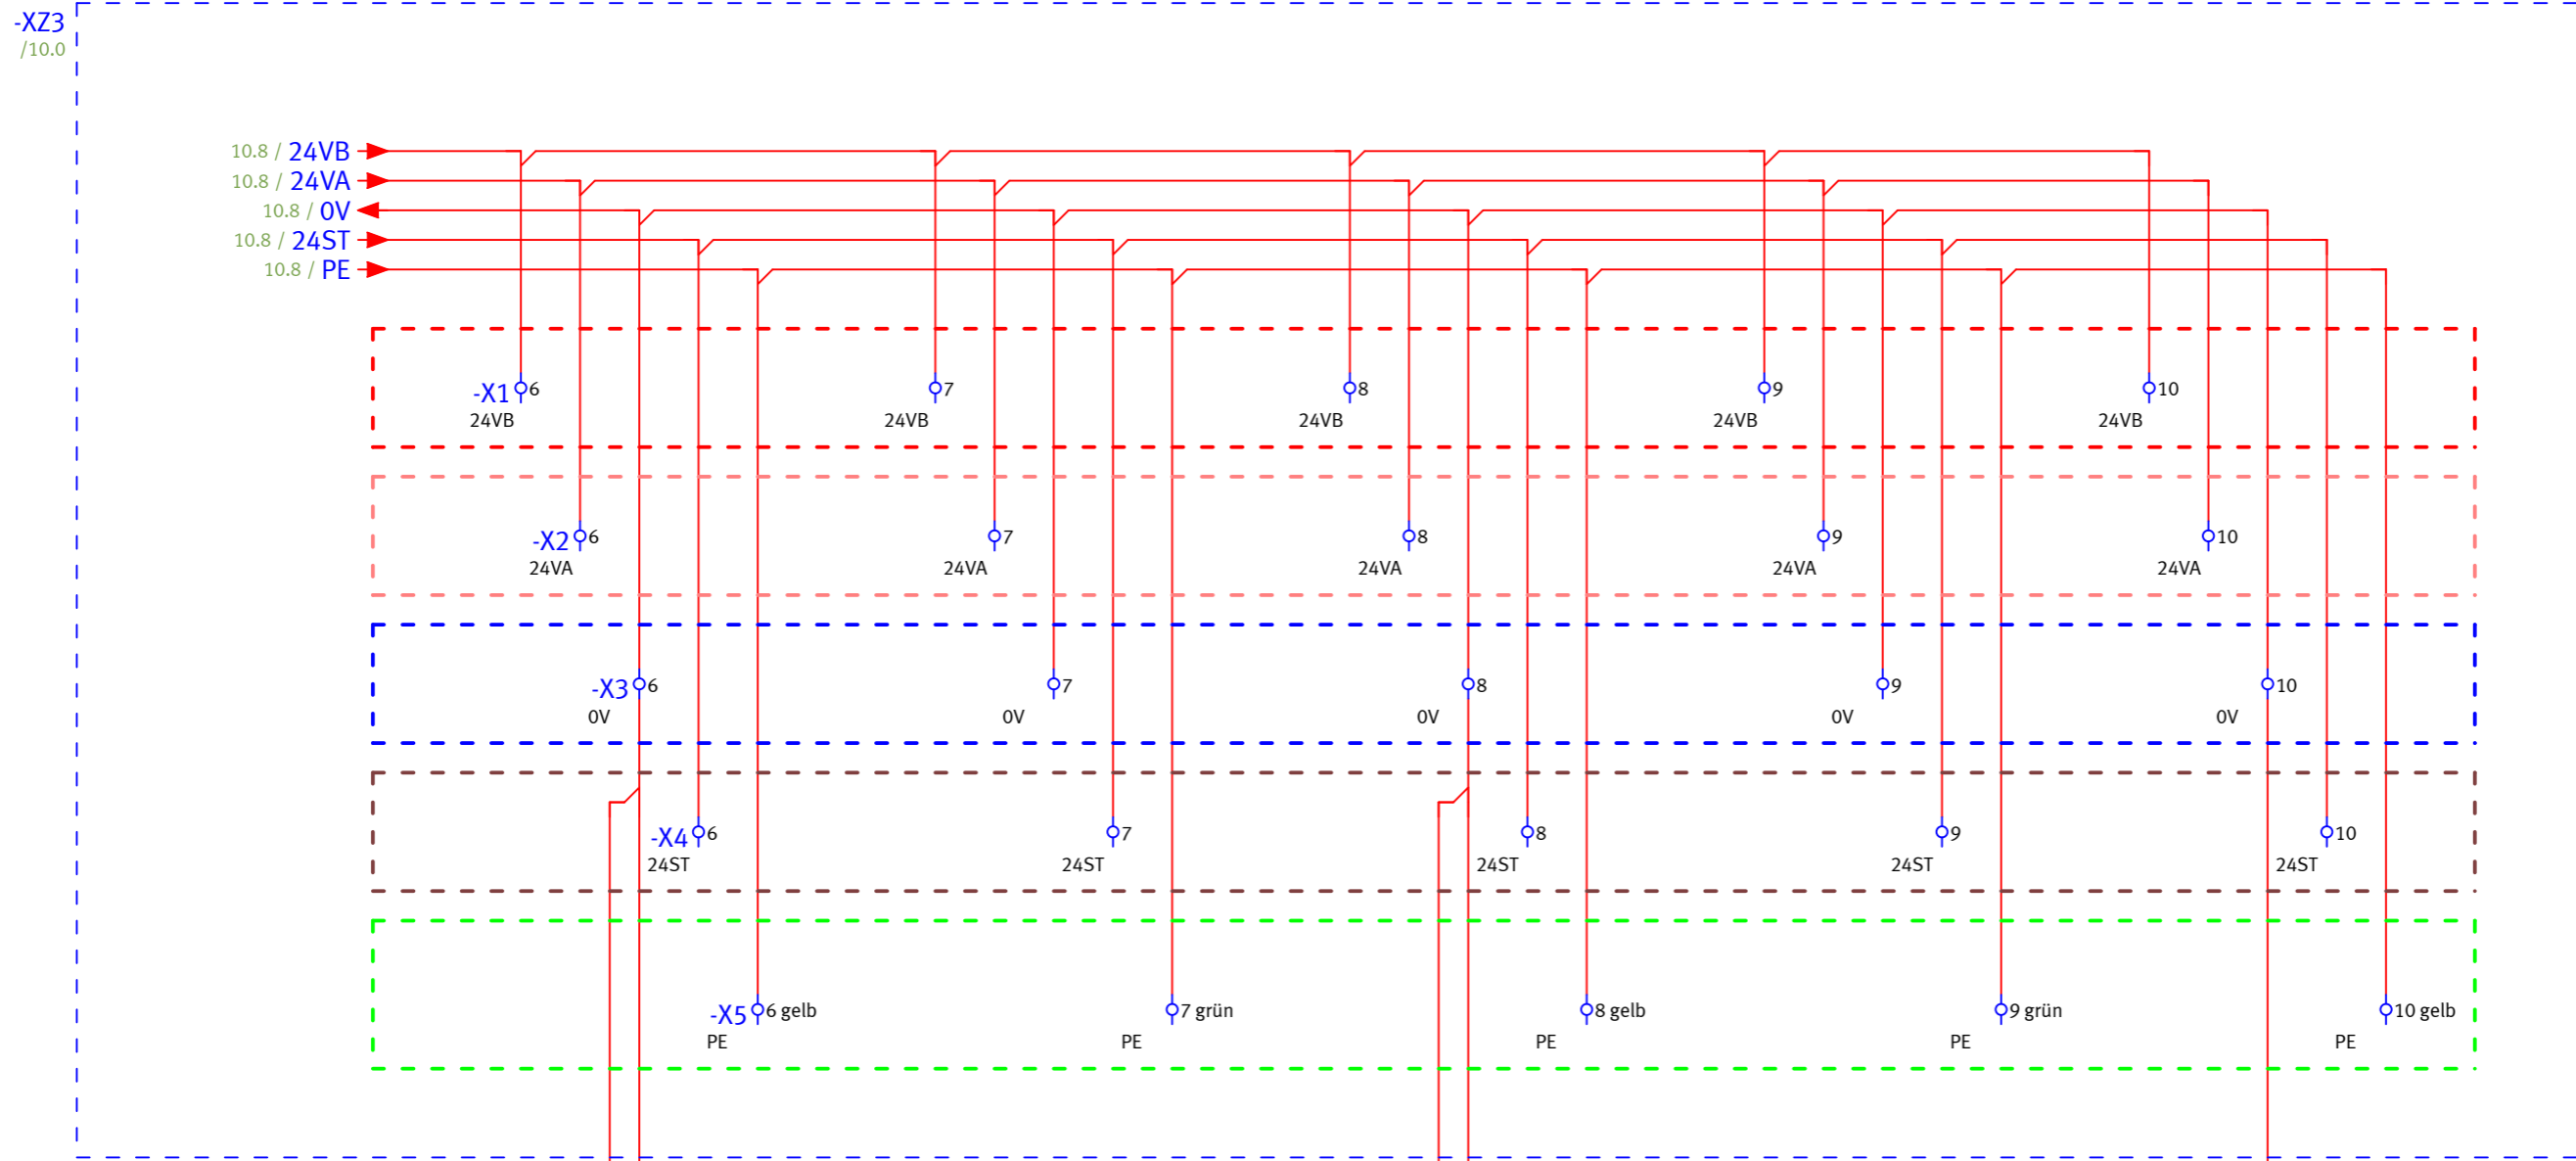 -XZ3
/10.0
10.8 / 24VB
10.8 / 24VA
10.8 / 0V
10.8 / 24ST
10.8 / PE
-X1 6 7 8 9 10
24VB 24VB 24VB 24VB 24VB
-X2 6 7 8 9 10
24VA 24VA 24VA 24VA 24VA
-X3 6 7 8 9 10
0V 0V 0V 0V 0V
-X4 6 7 8 9 10
24ST 24ST 24ST 24ST 24ST
-X5 6 gelb 7 grün 8 gelb 9 grün 10 gelb
PE PE PE PE PE